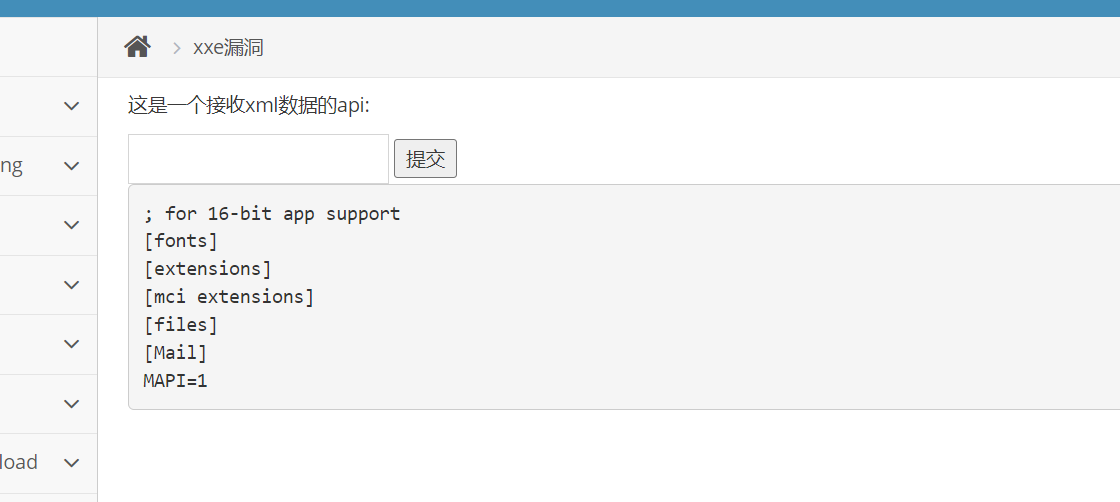 xxe漏洞
这是一个接收xml数据的api:
提交
; for 16-bit app support
[fonts]
[extensions]
[mci extensions]
[files]
[Mail]
MAPI=1
ng
load